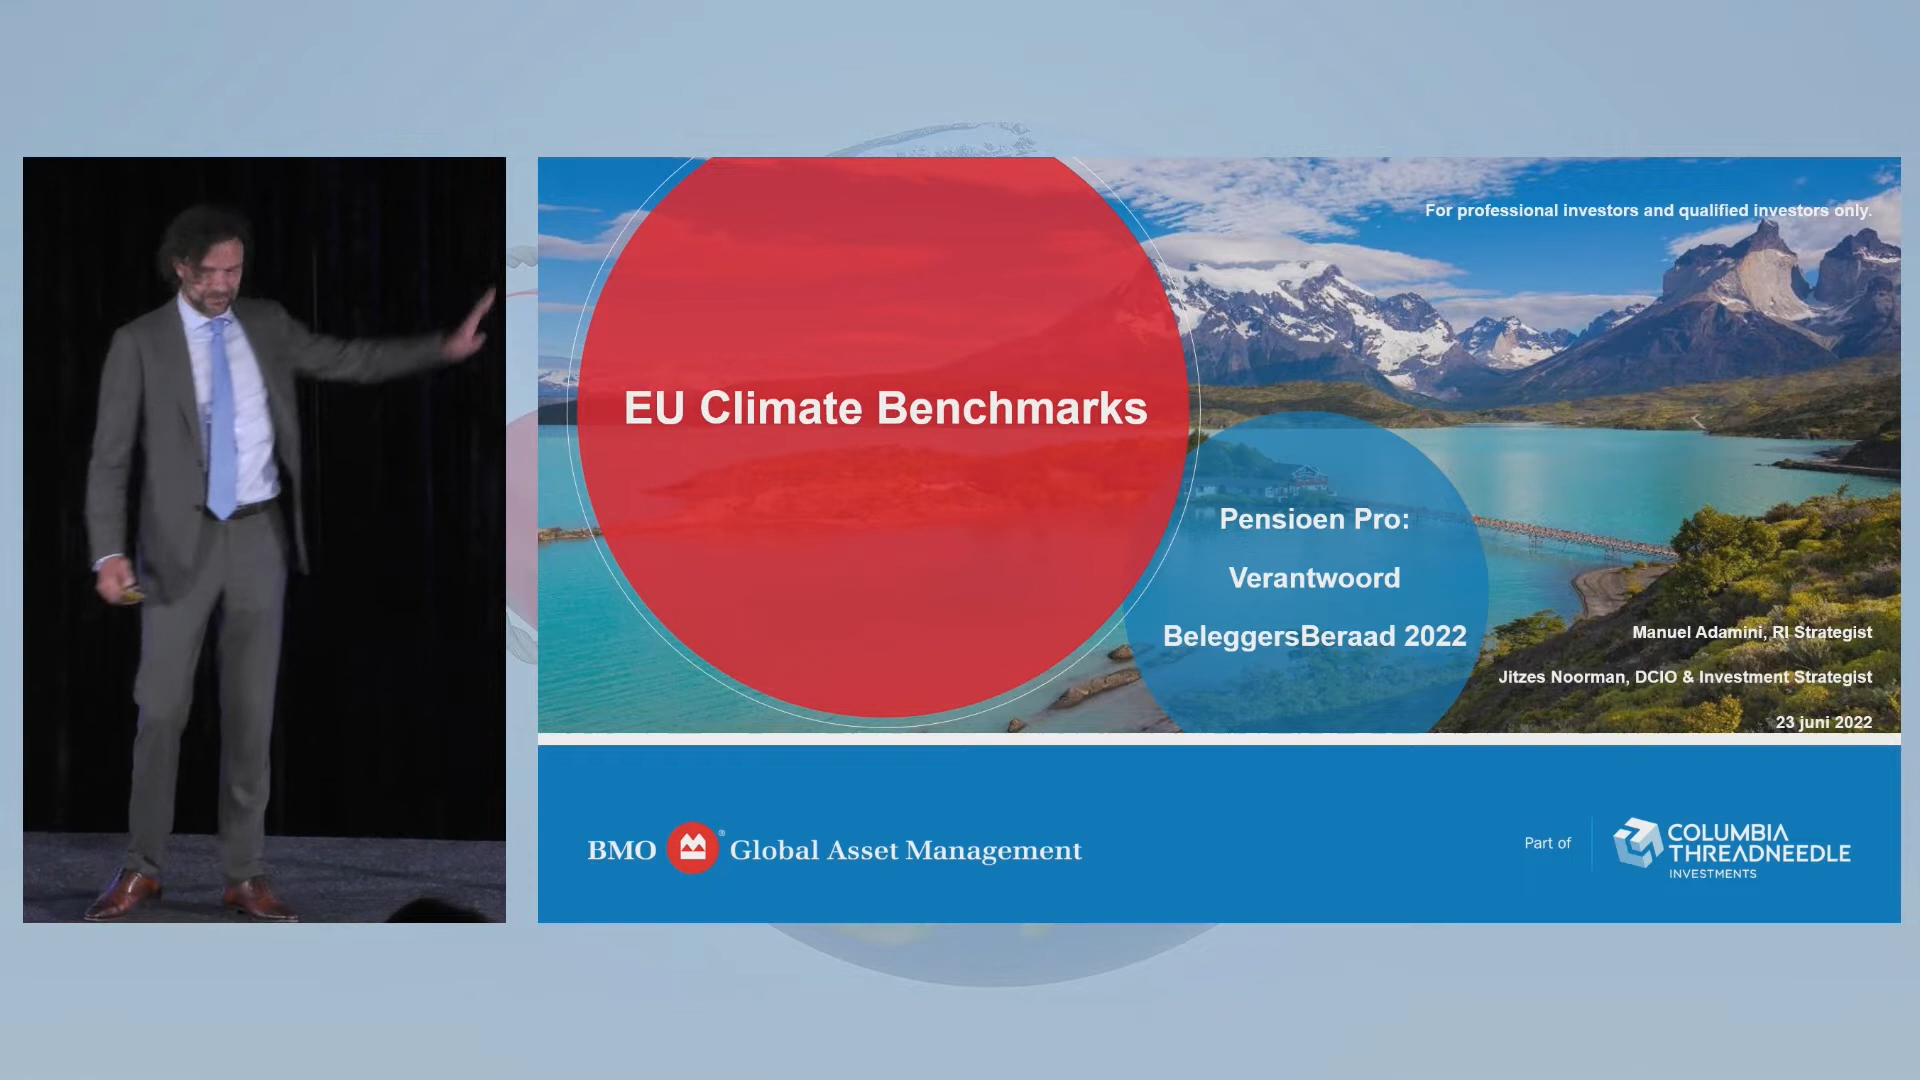 For professional investors and qualified investors only.
EU Climate Benchmarks
Pensioen Pro:
Verantwoord
BeleggersBeraad 2022
Manuel Adamini, RI Strategist
Jitzes Noorman, DCIO & Investment Strategist
23 juni 2022
BMO ® Global Asset Management
Part of
COLUMBIA
THREADNEEDLE
INVESTMENTS